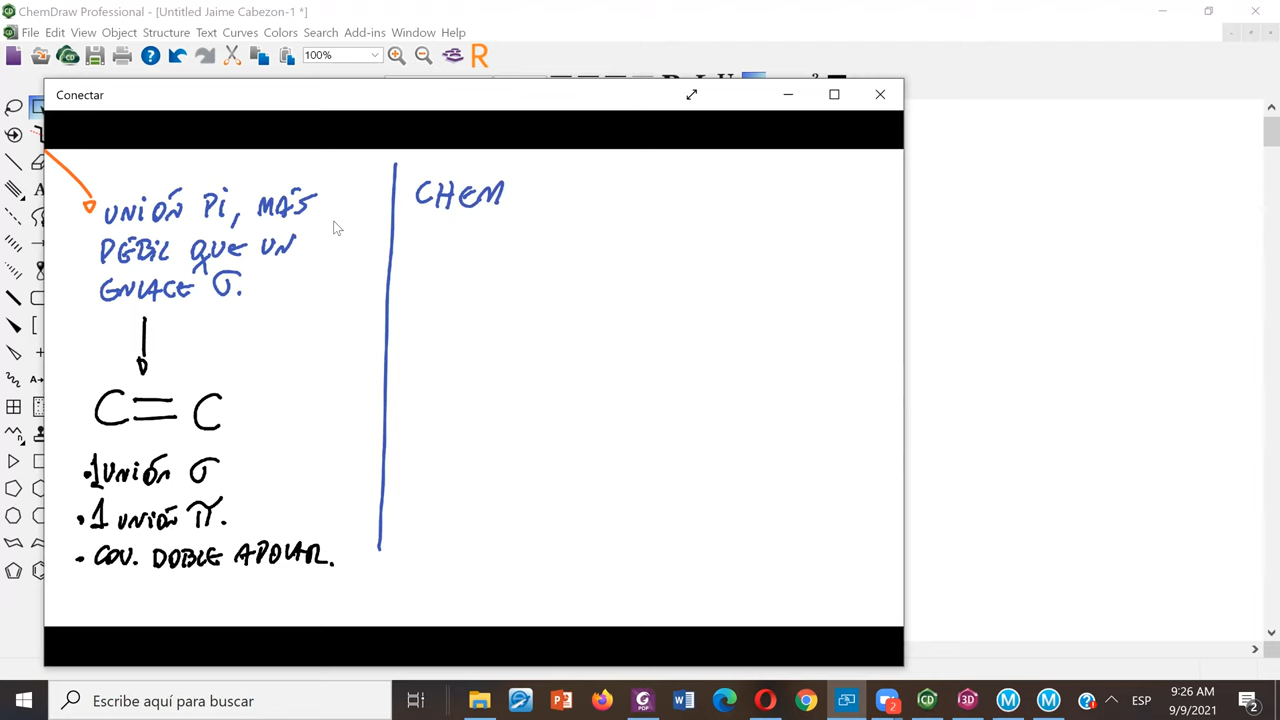 ChemDraw Professional - [Untitled Jaime Cabezon-1 *]
File Edit View Object Structure Text Curves Colors Search Add-ins Window Help
100%
R
Conectar
UNIÓN Pi, MÁS
DÉBIL QUE UN
ENLACE σ.
C=C
•1 UNIÓN σ
•1 UNIÓN π.
• COV. DOBLE APOLAR.
CHEM
Escribe aquí para buscar
2
ESP
9:26 AM
9/9/2021
2